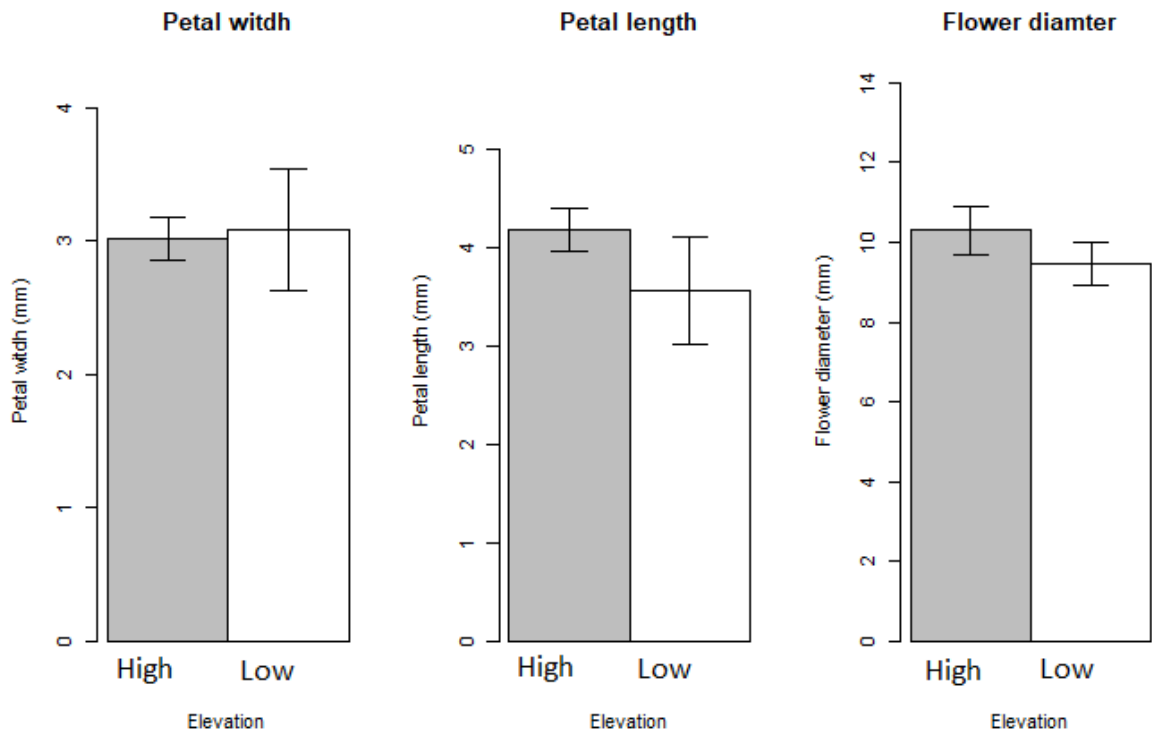 Petal witdh
Petal length
Flower diamter
Petal witdh (mm)
4
3
2
1
0
High
Low
Elevation
Petal length (mm)
5
4
3
2
1
0
High
Low
Elevation
Flower diameter (mm)
14
12
10
8
6
4
2
0
High
Low
Elevation